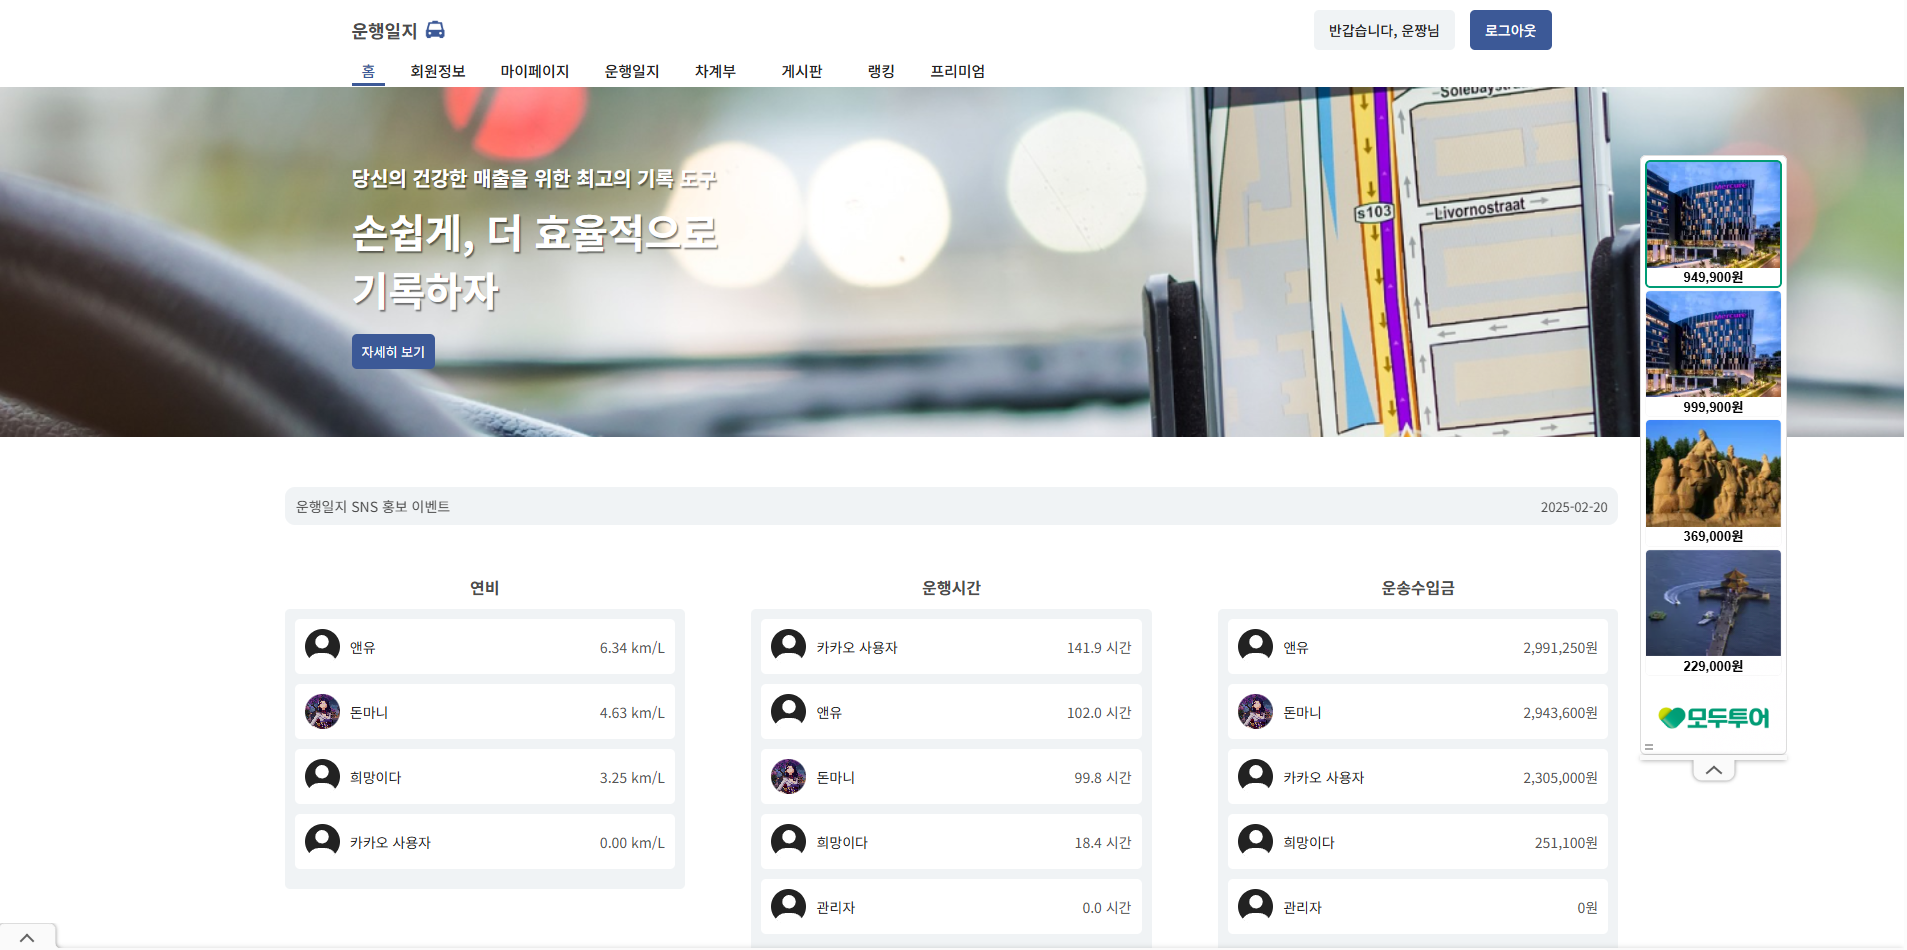 운행일지
반갑습니다, 운짱님
로그아웃
홈 회원정보 마이페이지 운행일지 차계부 게시판 랭킹 프리미엄
당신의 건강한 매출을 위한 최고의 기록 도구
손쉽게, 더 효율적으로
기록하자
자세히 보기
s103
Livornostraat
949,900원
999,900원
369,000원
229,000원
모두투어
운행일지 SNS 홍보 이벤트 2025-02-20
연비
앤유 6.34 km/L
돈마니 4.63 km/L
희망이다 3.25 km/L
카카오 사용자 0.00 km/L
운행시간
카카오 사용자 141.9 시간
앤유 102.0 시간
돈마니 99.8 시간
희망이다 18.4 시간
관리자 0.0 시간
운송수입금
앤유 2,991,250원
돈마니 2,943,600원
카카오 사용자 2,305,000원
희망이다 251,100원
관리자 0원